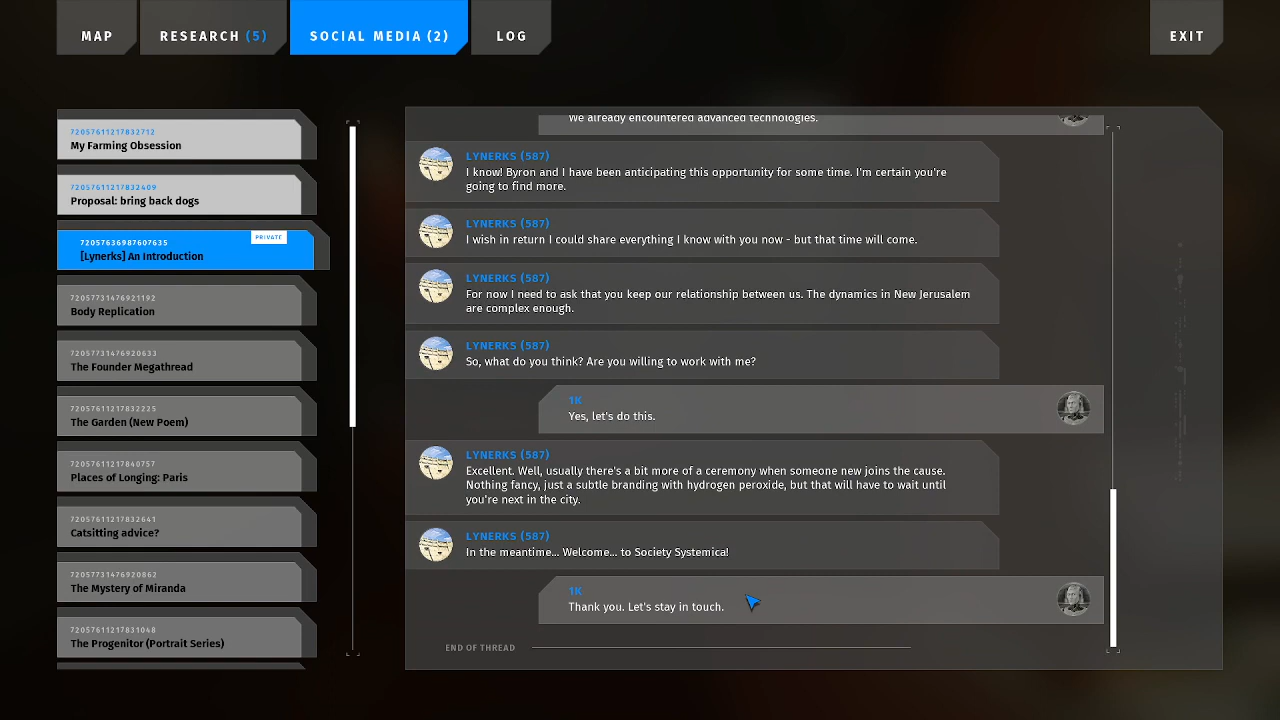 MAP
RESEARCH (5)
SOCIAL MEDIA (2)
LOG
EXIT
72057611217832712
My Farming Obsession
72057611217832409
Proposal: bring back dogs
72057636987607635
PRIVATE
[Lynerks] An Introduction
72057731476921192
Body Replication
72057731476920633
The Founder Megathread
72057611217832225
The Garden (New Poem)
72057611217840757
Places of Longing: Paris
72057611217832641
Catsitting advice?
72057731476920862
The Mystery of Miranda
72057611217831048
The Progenitor (Portrait Series)
We already encountered advanced technologies.
LYNERKS (587)
I know! Byron and I have been anticipating this opportunity for some time. I'm certain you're
going to find more.
LYNERKS (587)
I wish in return I could share everything I know with you now - but that time will come.
LYNERKS (587)
For now I need to ask that you keep our relationship between us. The dynamics in New Jerusalem
are complex enough.
LYNERKS (587)
So, what do you think? Are you willing to work with me?
1K
Yes, let's do this.
LYNERKS (587)
Excellent. Well, usually there's a bit more of a ceremony when someone new joins the cause.
Nothing fancy, just a subtle branding with hydrogen peroxide, but that will have to wait until
you're next in the city.
LYNERKS (587)
In the meantime... Welcome... to Society Systemica!
1K
Thank you. Let's stay in touch.
END OF THREAD